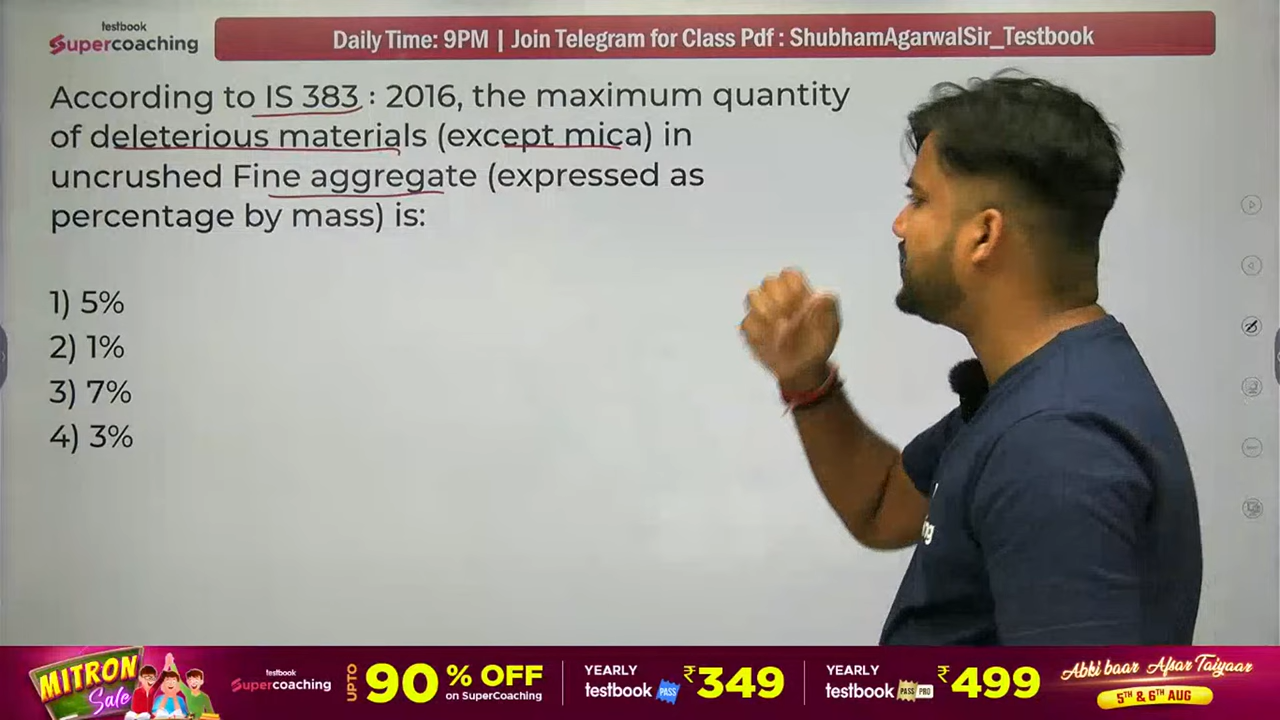 testbook
Supercoaching
Daily Time: 9PM | Join Telegram for Class Pdf : ShubhamAgarwalSir_Testbook
According to IS 383 : 2016, the maximum quantity
of deleterious materials (except mica) in
uncrushed Fine aggregate (expressed as
percentage by mass) is:
1) 5%
2) 1%
3) 7%
4) 3%
MITRON
Sale
testbook
Supercoaching
UPTO
90 % OFF
on SuperCoaching
YEARLY
testbook PASS
₹349
YEARLY
testbook PASS PRO
₹499
Abki baar Afsar Taiyaar
5TH & 6TH AUG